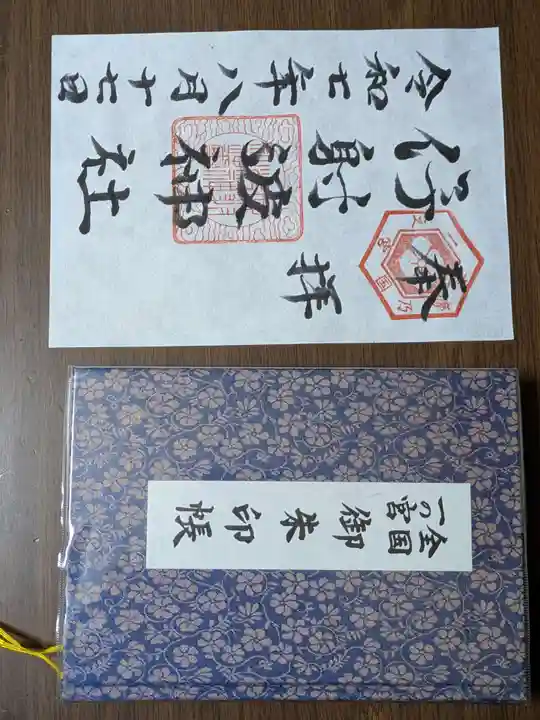 奉拝
伊射波神社
令和七年八月十七日
全国
一の宮
御朱印帳